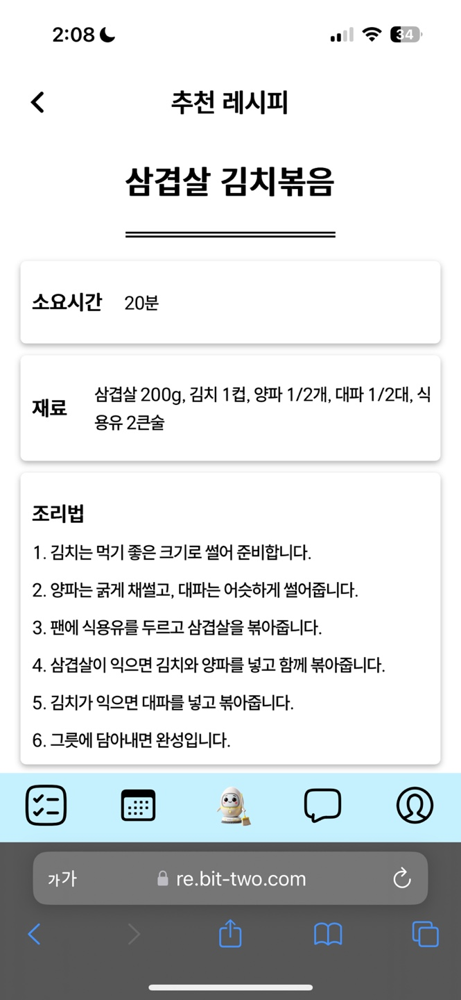 2:08
34
추천 레시피
삼겹살 김치볶음
소요시간 20분
재료
삼겹살 200g, 김치 1컵, 양파 1/2개, 대파 1/2대, 식
용유 2큰술
조리법
1. 김치는 먹기 좋은 크기로 썰어 준비합니다.
2. 양파는 굵게 채썰고, 대파는 어슷하게 썰어줍니다.
3. 팬에 식용유를 두르고 삼겹살을 볶아줍니다.
4. 삼겹살이 익으면 김치와 양파를 넣고 함께 볶아줍니다.
5. 김치가 익으면 대파를 넣고 볶아줍니다.
6. 그릇에 담아내면 완성입니다.
가가 re.bit-two.com